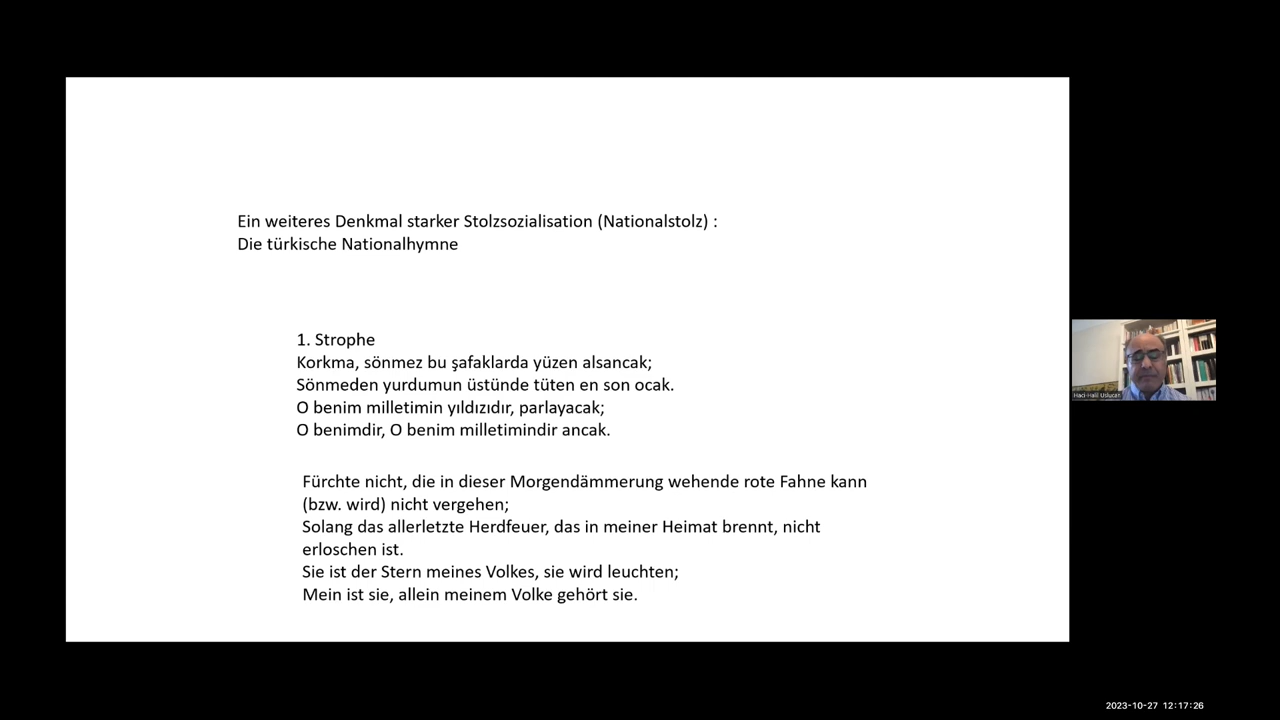 Ein weiteres Denkmal starker Stolzsozialisation (Nationalstolz) :
Die türkische Nationalhymne
1. Strophe
Korkma, sönmez bu şafaklarda yüzen alsancak;
Sönmeden yurdumun üstünde tüten en son ocak.
O benim milletimin yıldızıdır, parlayacak;
O benimdir, O benim milletimindir ancak.
Fürchte nicht, die in dieser Morgendämmerung wehende rote Fahne kann
(bzw. wird) nicht vergehen;
Solang das allerletzte Herdfeuer, das in meiner Heimat brennt, nicht
erloschen ist.
Sie ist der Stern meines Volkes, sie wird leuchten;
Mein ist sie, allein meinem Volke gehört sie.
Haci-Halil Uslucan
2023-10-27 12:17:26